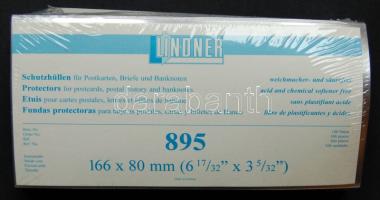 LINDNER
Schutzhüllen für Postkarten, Briefe und Banknoten
weichmacher- und säurefrei
Protectors for postcards, postal history and banknotes
acid and chemical softener free
Etuis pour cartes postales, lettres et billets de banque
sans plastifiant acide
Fundas protectoras para tarjetas postales, cartas y billetes de Banco
libre de plastificantes y ácidos
darabanth
895
166 x 80 mm (6 17/32” x 3 5/32”)